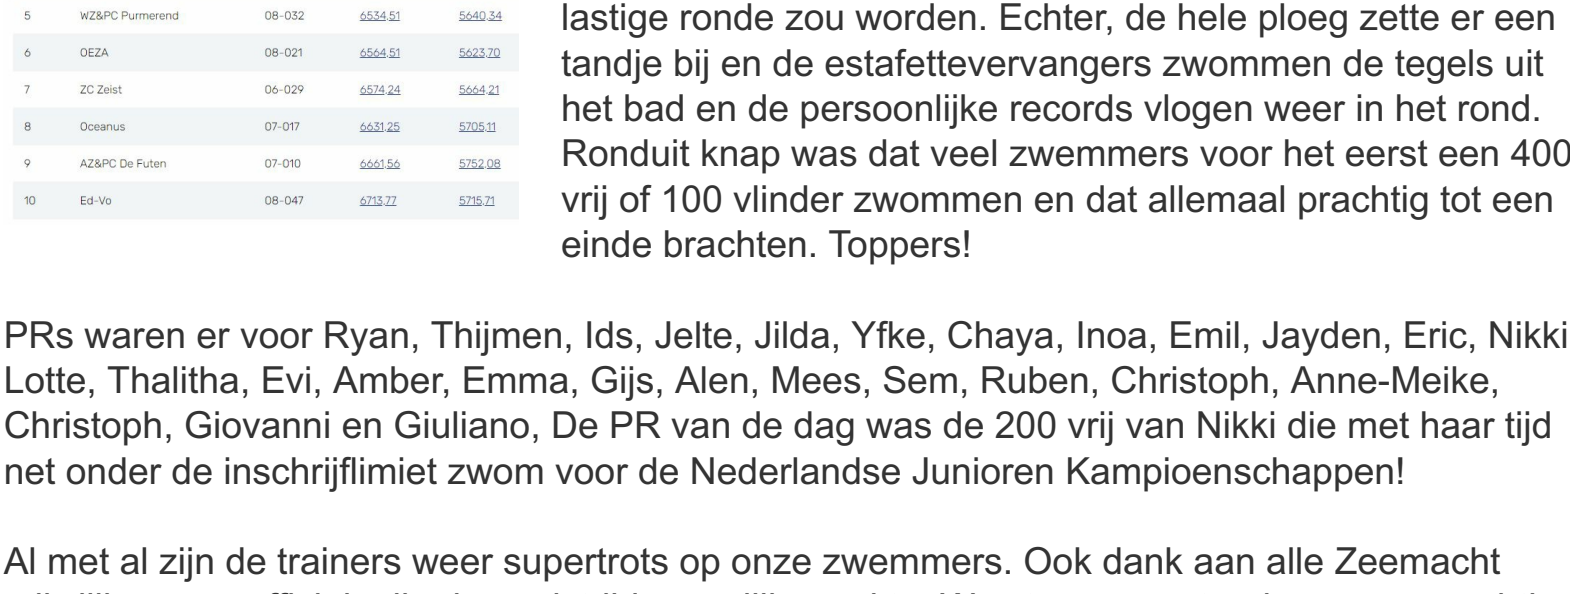 5 WZ&PC Purmerend 08-032 6534,51 5640,34
6 OEZA 08-021 6564,51 5623,70
7 ZC Zeist 06-029 6574,24 5664,21
8 Oceanus 07-017 6631,25 5705,11
9 AZ&PC De Futen 07-010 6661,56 5752,08
10 Ed-Vo 08-047 6713,77 5715,71
lastige ronde zou worden. Echter, de hele ploeg zette er een
tandje bij en de estafettevervangers zwommen de tegels uit
het bad en de persoonlijke records vlogen weer in het rond.
Ronduit knap was dat veel zwemmers voor het eerst een 400
vrij of 100 vlinder zwommen en dat allemaal prachtig tot een
einde brachten. Toppers!
PRs waren er voor Ryan, Thijmen, Ids, Jelte, Jilda, Yfke, Chaya, Inoa, Emil, Jayden, Eric, Nikki
Lotte, Thalitha, Evi, Amber, Emma, Gijs, Alen, Mees, Sem, Ruben, Christoph, Anne-Meike,
Christoph, Giovanni en Giuliano, De PR van de dag was de 200 vrij van Nikki die met haar tijd
net onder de inschrijflimiet zwom voor de Nederlandse Junioren Kampioenschappen!
Al met al zijn de trainers weer supertrots op onze zwemmers. Ook dank aan alle Zeemacht